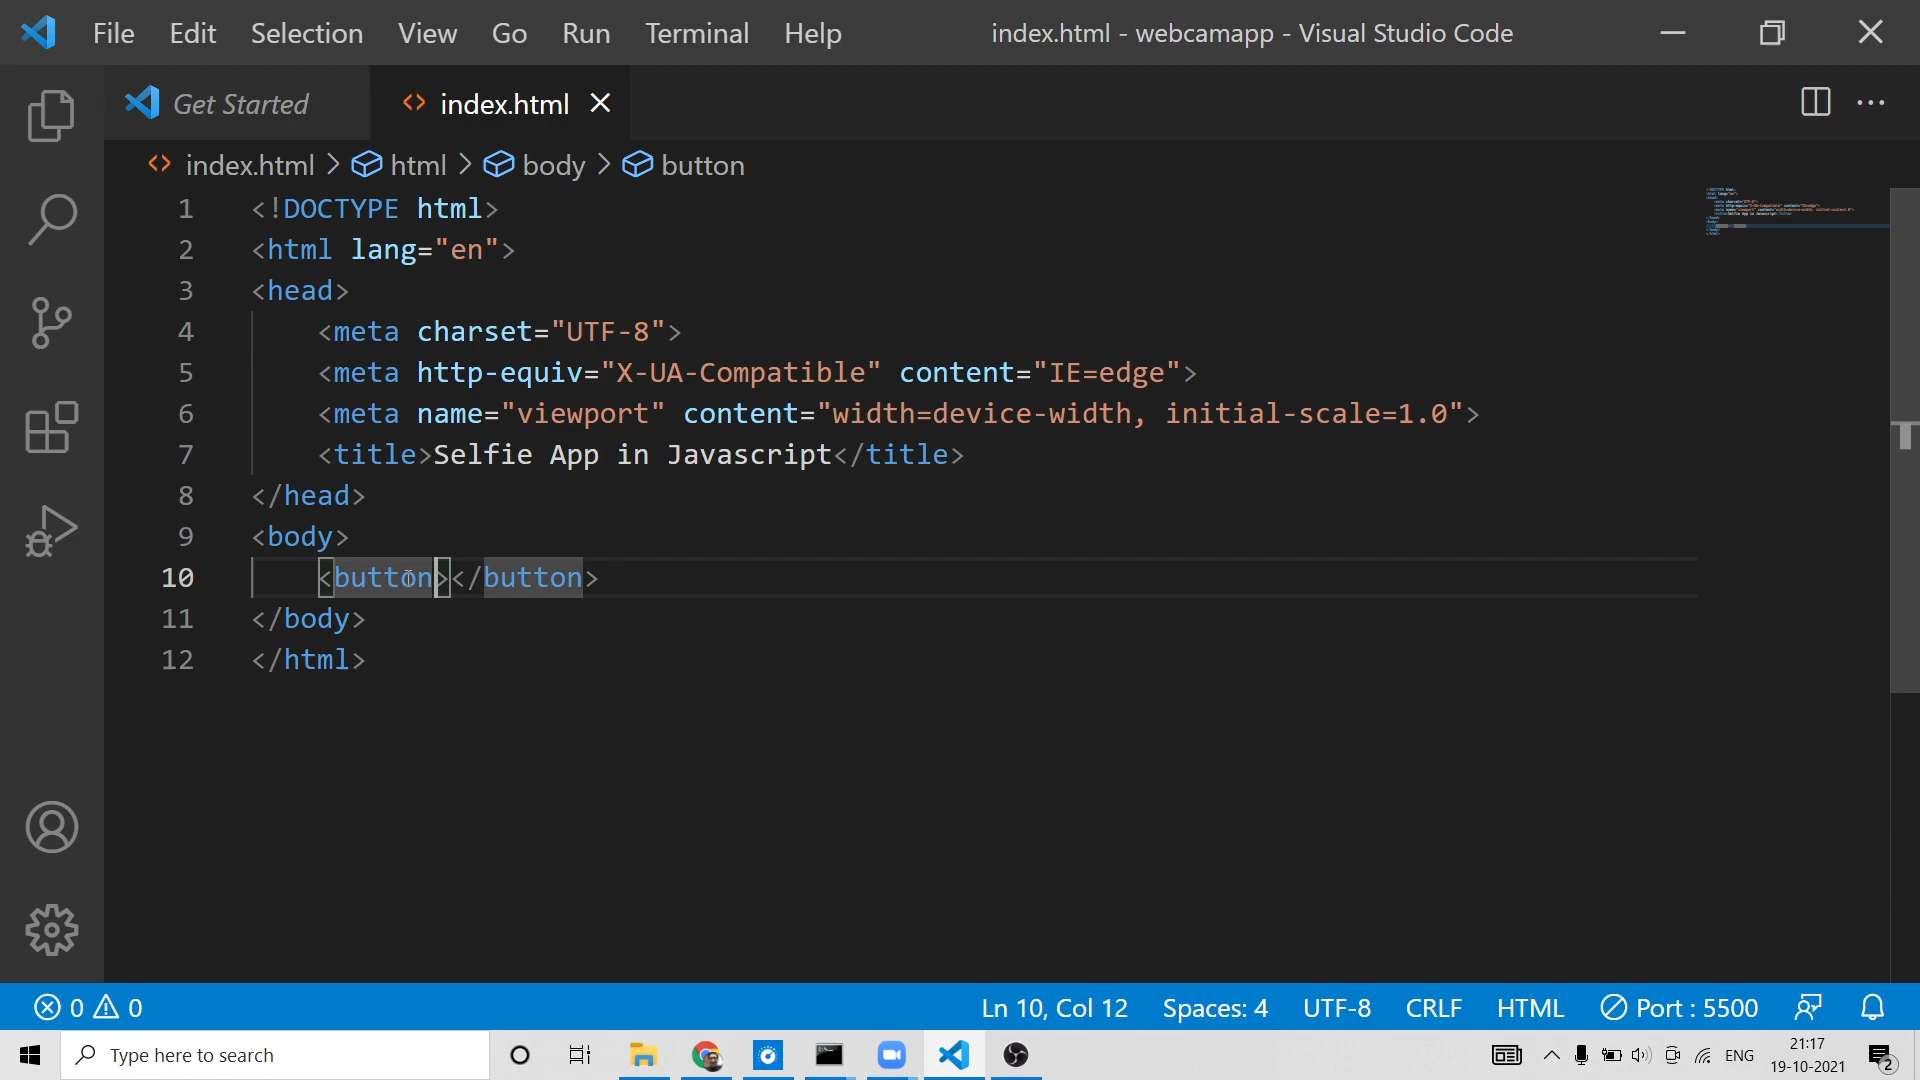 File Edit Selection View Go Run Terminal Help index.html - webcamapp - Visual Studio Code
Get Started index.html
index.html > html > body > button
1 <!DOCTYPE html>
2 <html lang="en">
3 <head>
4 <meta charset="UTF-8">
5 <meta http-equiv="X-UA-Compatible" content="IE=edge">
6 <meta name="viewport" content="width=device-width, initial-scale=1.0">
7 <title>Selfie App in Javascript</title>
8 </head>
9 <body>
10 <button></button>
11 </body>
12 </html>
0 0 Ln 10, Col 12 Spaces: 4 UTF-8 CRLF HTML Port : 5500
Type here to search ENG 21:17
19-10-2021 2